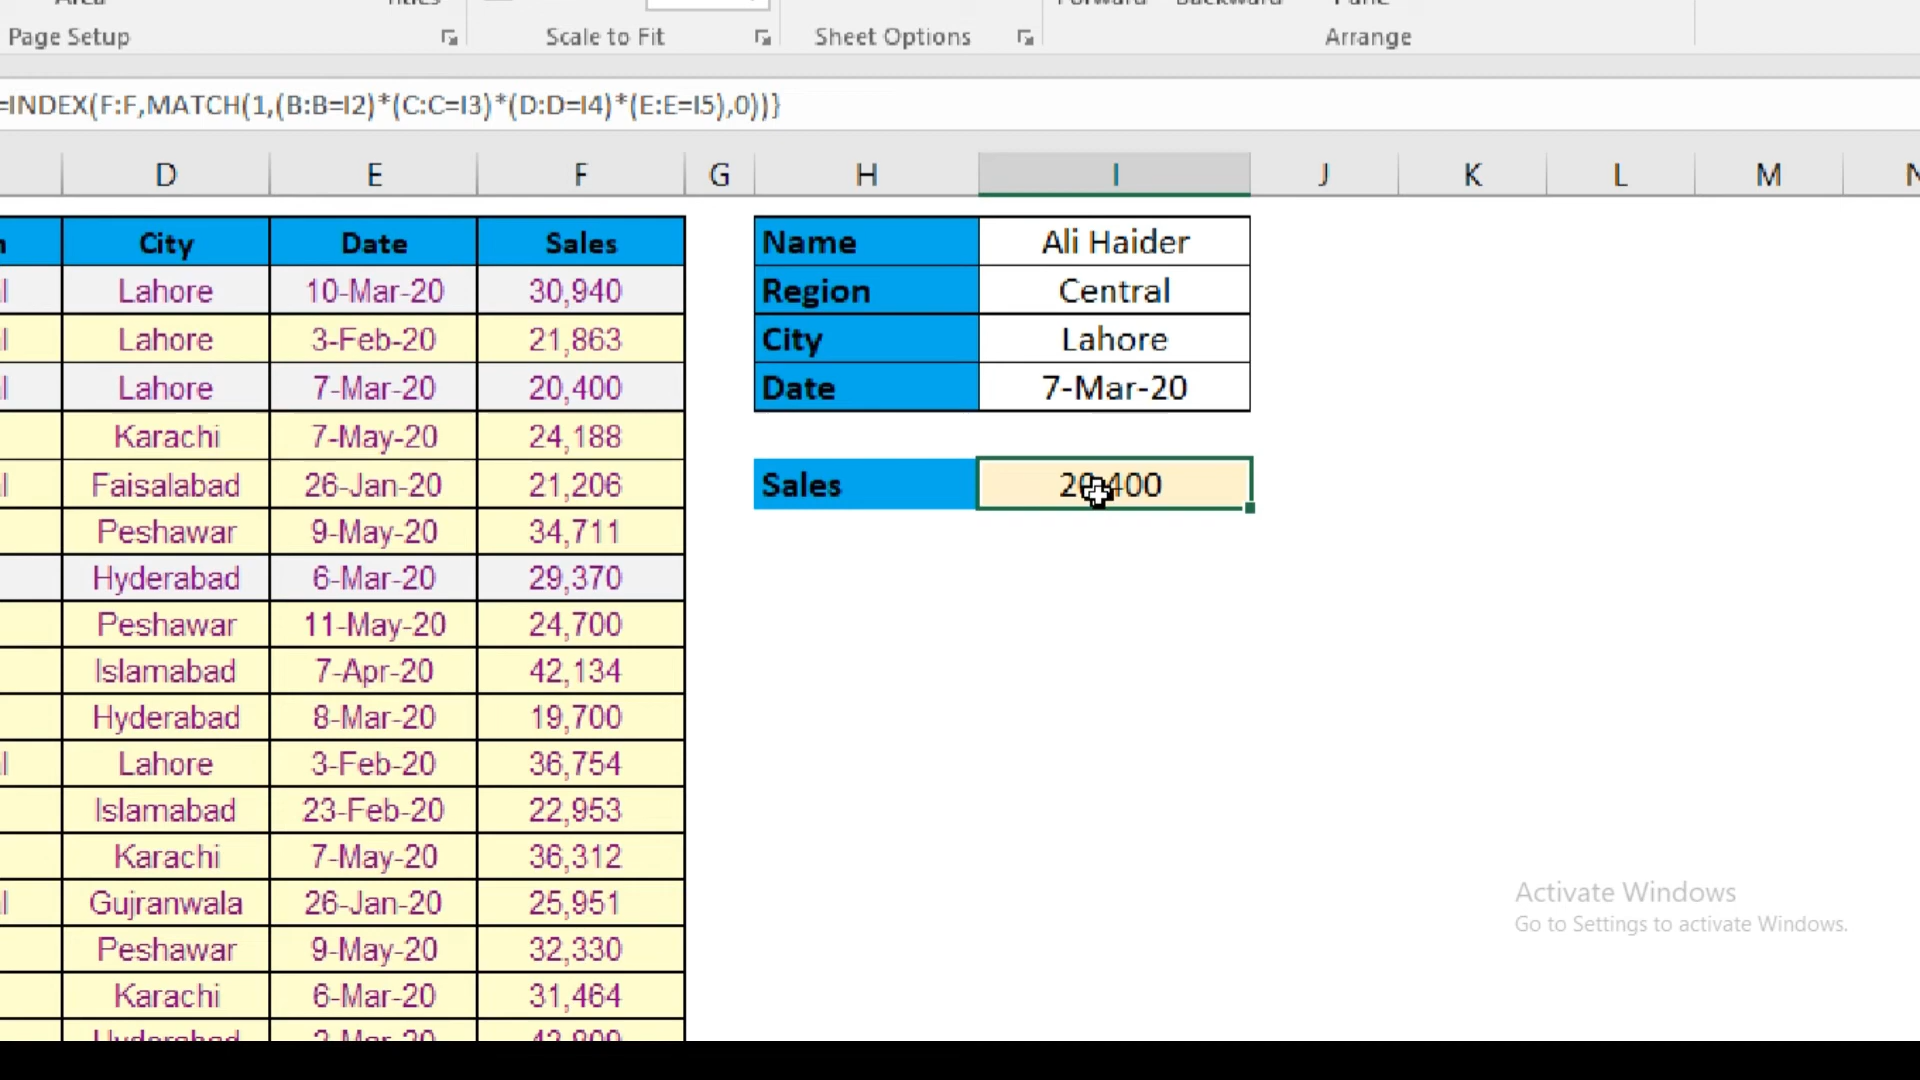 Page Setup Scale to Fit Sheet Options Arrange
=INDEX(F:F,MATCH(1,(B:B=I2)*(C:C=I3)*(D:D=I4)*(E:E=I5),0))}
D E F G H I J K L M N
City Date Sales Name Ali Haider
Lahore 10-Mar-20 30,940 Region Central
Lahore 3-Feb-20 21,863 City Lahore
Lahore 7-Mar-20 20,400 Date 7-Mar-20
Karachi 7-May-20 24,188
Faisalabad 26-Jan-20 21,206 Sales 20,400
Peshawar 9-May-20 34,711
Hyderabad 6-Mar-20 29,370
Peshawar 11-May-20 24,700
Islamabad 7-Apr-20 42,134
Hyderabad 8-Mar-20 19,700
Lahore 3-Feb-20 36,754
Islamabad 23-Feb-20 22,953
Karachi 7-May-20 36,312
Gujranwala 26-Jan-20 25,951
Peshawar 9-May-20 32,330
Karachi 6-Mar-20 31,464
Activate Windows
Go to Settings to activate Windows.